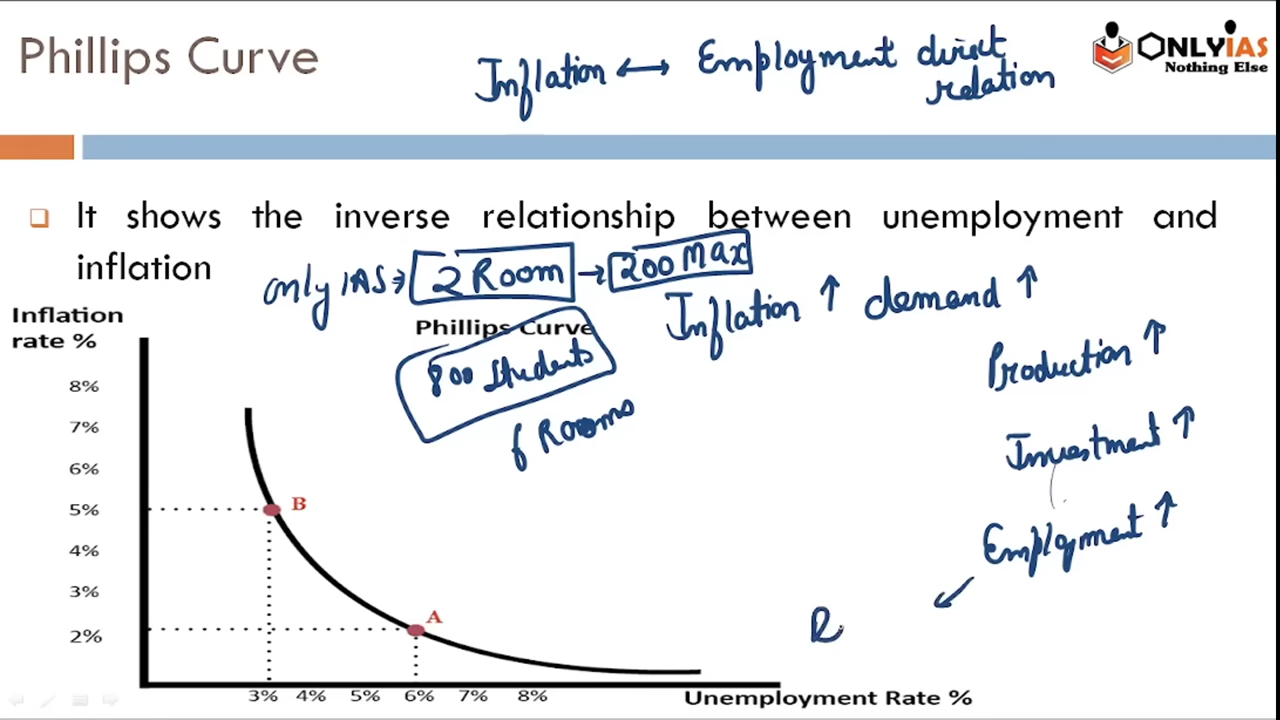 Phillips Curve
Inflation ↔ Employment direct
relation
ONLYIAS
Nothing Else
It shows the inverse relationship between unemployment and
inflation
only IAS → 2 Room → 200 Max
Inflation ↑ demand ↑
Production ↑
Investment ↑
Employment ↑
R
800 Students
6 Rooms
Inflation
rate %
Phillips Curve
8%
7%
6%
5%
4%
3%
2%
B
A
3% 4% 5% 6% 7% 8%
Unemployment Rate %